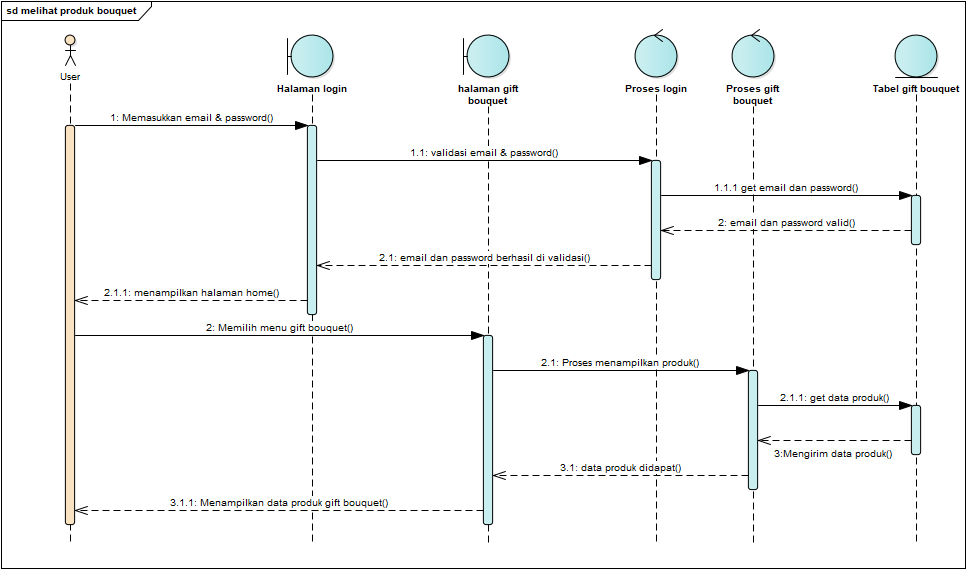 sd melihat produk bouquet
User
Halaman login
halaman gift
bouquet
Proses login
Proses gift
bouquet
Tabel gift bouquet
1: Memasukkan email & password()
1.1: validasi email & password()
1.1.1 get email dan password()
2: email dan password valid()
2.1: email dan password berhasil di validasi()
2.1.1: menampilkan halaman home()
2: Memilih menu gift bouquet()
2.1: Proses menampilkan produk()
2.1.1: get data produk()
3:Mengirim data produk()
3.1: data produk didapat()
3.1.1: Menampilkan data produk gift bouquet()